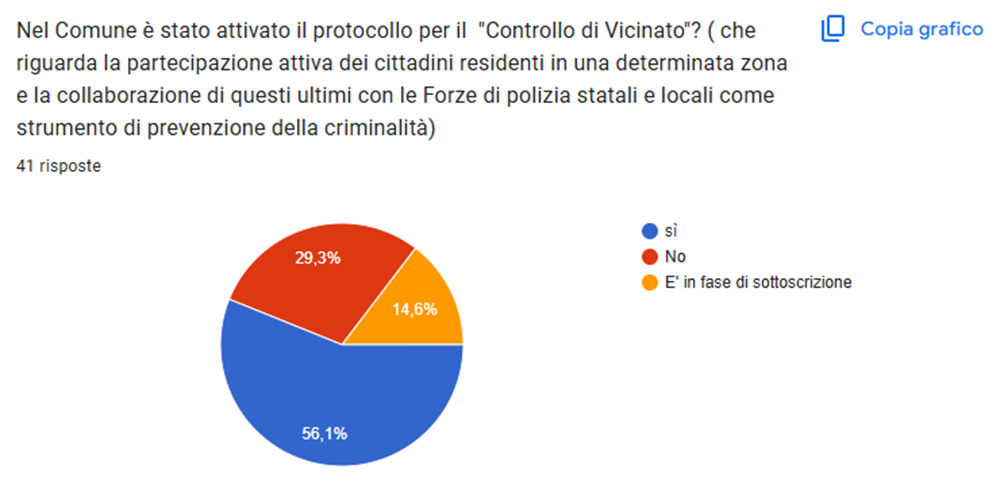 Nel Comune è stato attivato il protocollo per il  "Controllo di Vicinato"? ( che
riguarda la partecipazione attiva dei cittadini residenti in una determinata zona
e la collaborazione di questi ultimi con le Forze di polizia statali e locali come
strumento di prevenzione della criminalità)
Copia grafico
41 risposte
sì
No
E' in fase di sottoscrizione
29,3%
14,6%
56,1%